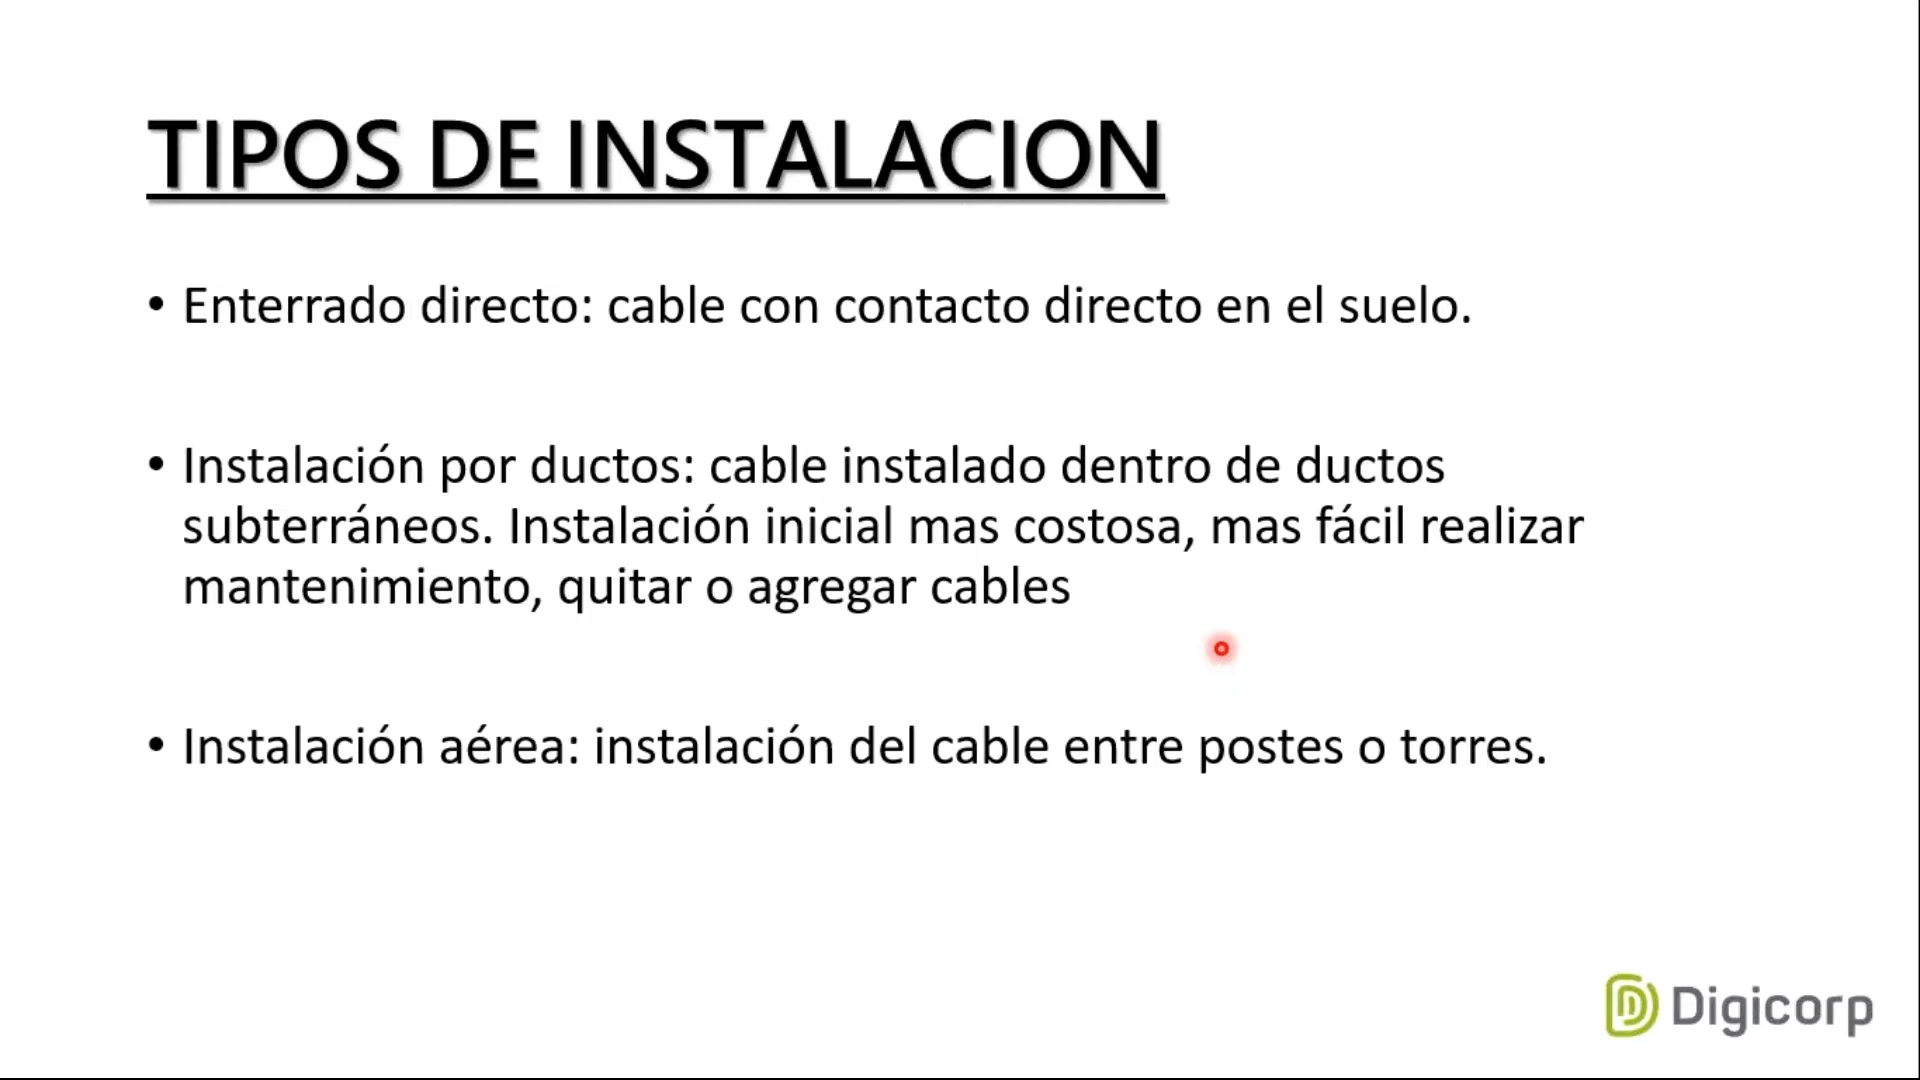 TIPOS DE INSTALACION
• Enterrado directo: cable con contacto directo en el suelo.
• Instalación por ductos: cable instalado dentro de ductos
subterráneos. Instalación inicial mas costosa, mas fácil realizar
mantenimiento, quitar o agregar cables
• Instalación aérea: instalación del cable entre postes o torres.
Digicorp